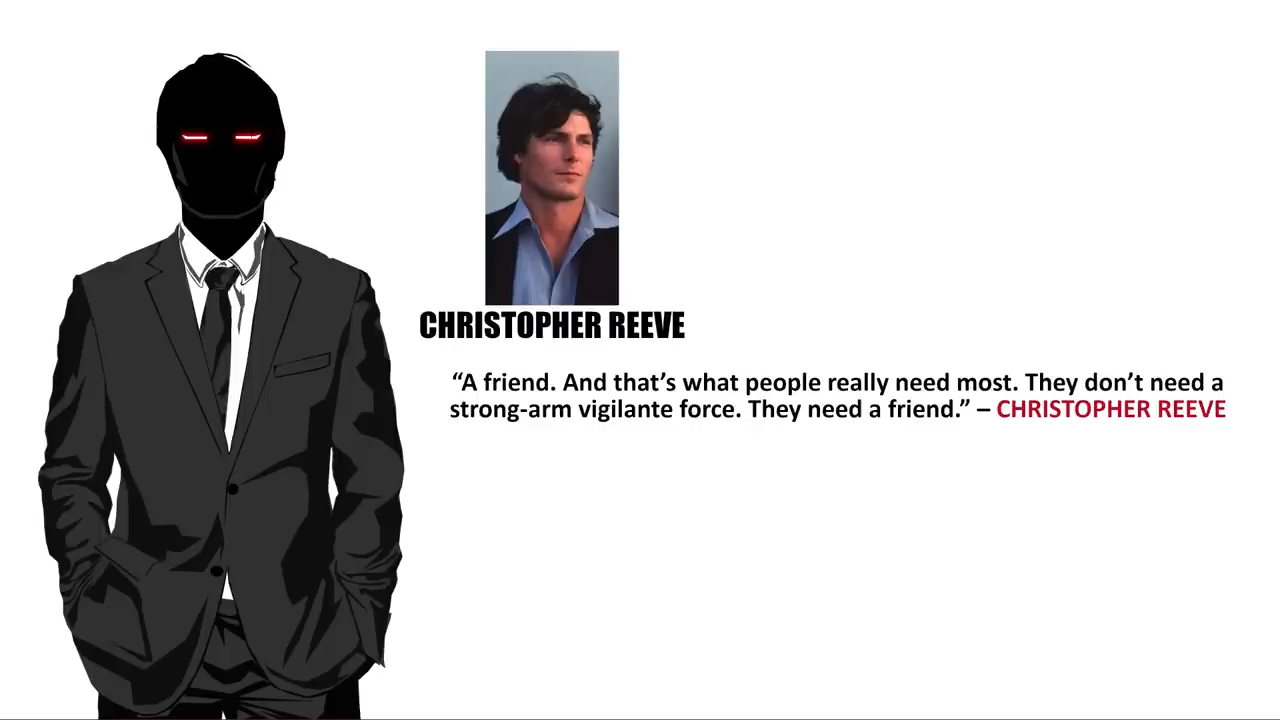 CHRISTOPHER REEVE
“A friend. And that’s what people really need most. They don’t need a
strong-arm vigilante force. They need a friend.” – CHRISTOPHER REEVE